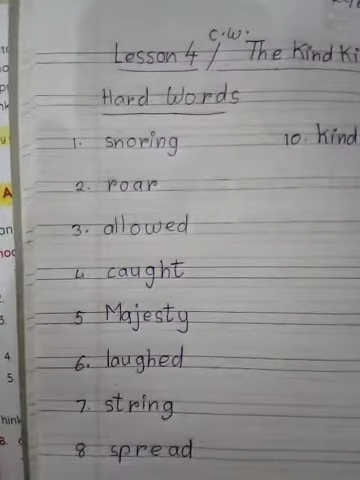 C.W.
Lesson 4 / The Kind Ki
Hard Words
1. snoring 10. kind
2. roar
3. allowed
4 caught
5 Majesty
6. laughed
7. string
8 spread